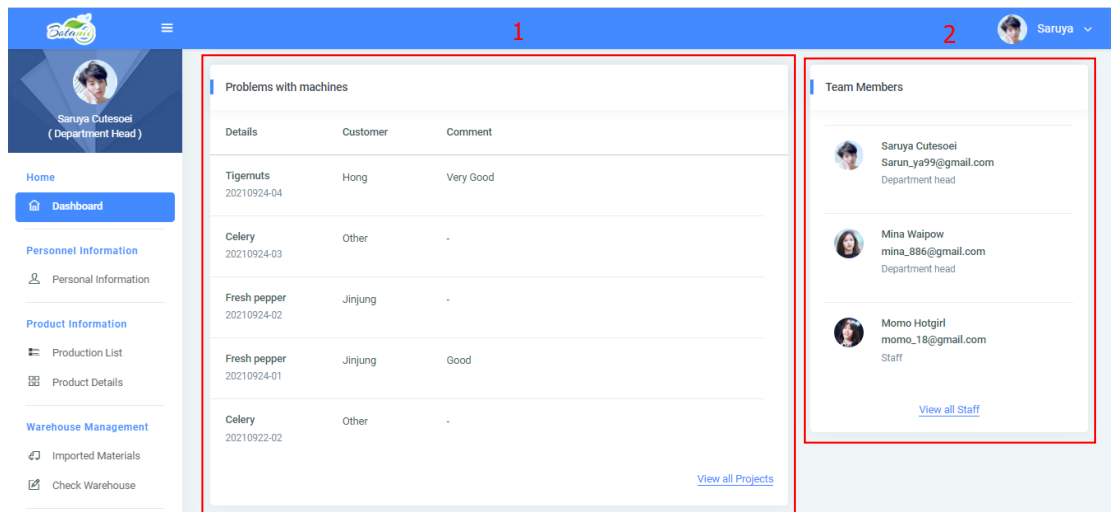 Botanix
1
2
Saruya
Saruya Cutesoei
( Department Head )
Home
Dashboard
Personnel Information
Personal Information
Product Information
Production List
Product Details
Warehouse Management
Imported Materials
Check Warehouse
Problems with machines
Details Customer Comment
Tigernuts Hong Very Good
20210924-04
Celery Other -
20210924-03
Fresh pepper Jinjung -
20210924-02
Fresh pepper Jinjung Good
20210924-01
Celery Other -
20210922-02
View all Projects
Team Members
Saruya Cutesoei
Sarun_ya99@gmail.com
Department head
Mina Waipow
mina_886@gmail.com
Department head
Momo Hotgirl
momo_18@gmail.com
Staff
View all Staff